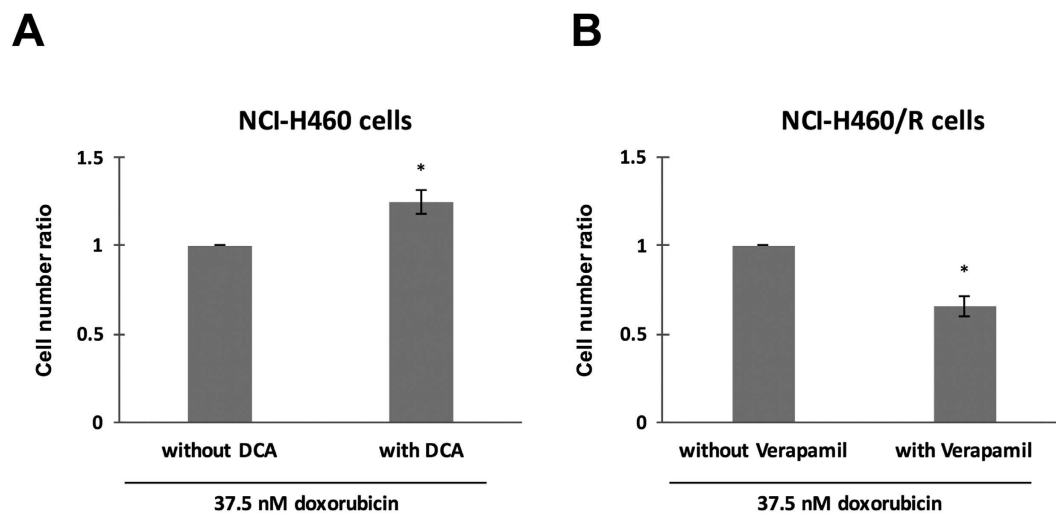 A
NCI-H460 cells
Cell number ratio
1.5
*
1
0.5
0
without DCA
with DCA
37.5 nM doxorubicin
B
NCI-H460/R cells
Cell number ratio
1.5
1
*
0.5
0
without Verapamil
with Verapamil
37.5 nM doxorubicin